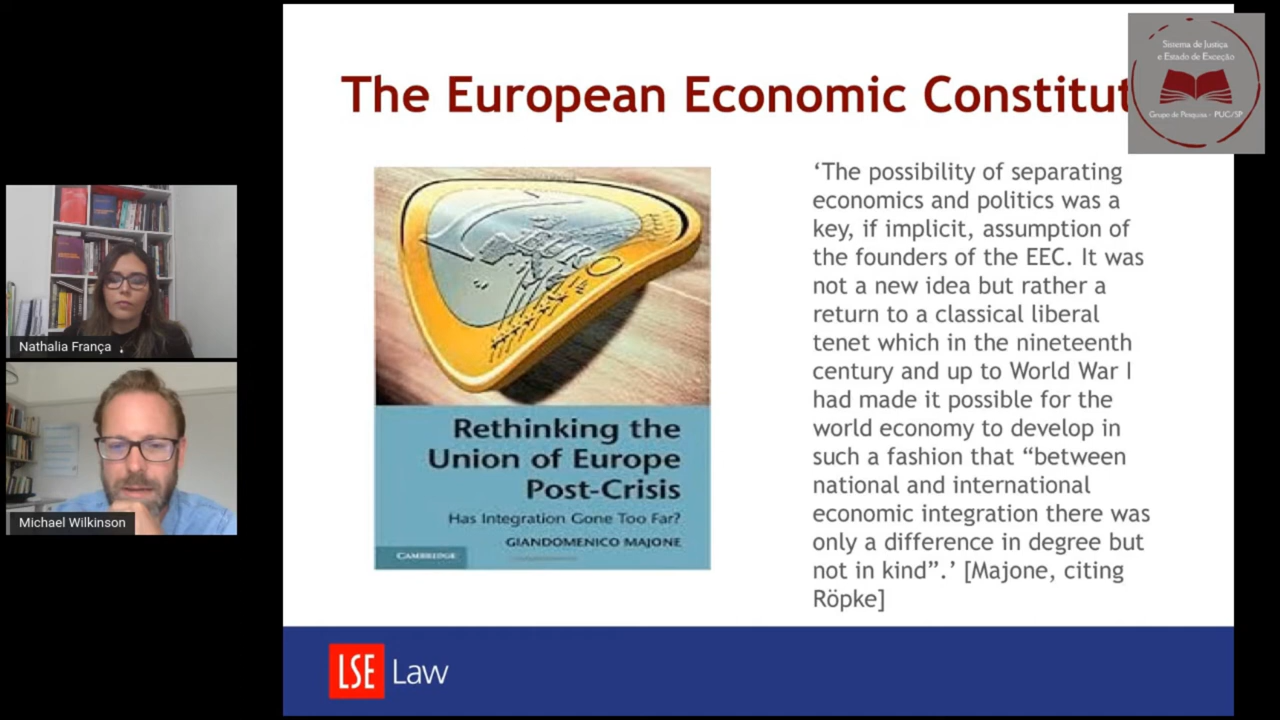 The European Economic Constitut
Sistema de Justiça
e Estado de Exceção
Grupo de Pesquisa - PUC/SP
‘The possibility of separating
economics and politics was a
key, if implicit, assumption of
the founders of the EEC. It was
not a new idea but rather a
return to a classical liberal
tenet which in the nineteenth
century and up to World War I
had made it possible for the
world economy to develop in
such a fashion that “between
national and international
economic integration there was
only a difference in degree but
not in kind”.’ [Majone, citing
Röpke]
Rethinking the
Union of Europe
Post-Crisis
Has Integration Gone Too Far?
GIANDOMENICO MAJONE
CAMBRIDGE
Nathalia França
Michael Wilkinson
LSE Law